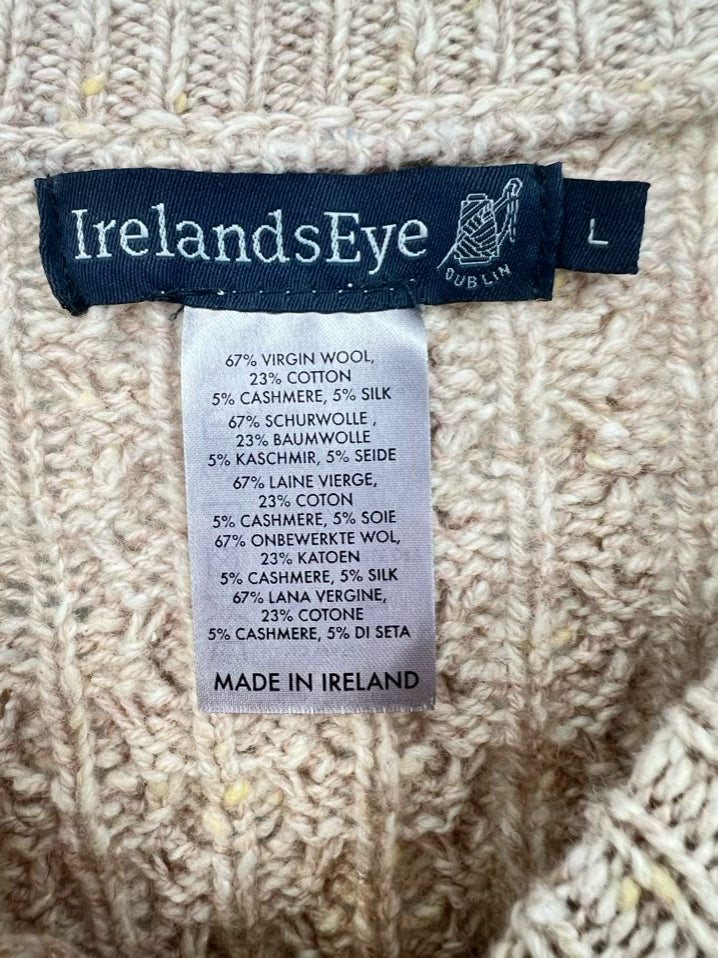 IrelandsEye
DUBLIN
L
67% VIRGIN WOOL,
23% COTTON
5% CASHMERE, 5% SILK
67% SCHURWOLLE ,
23% BAUMWOLLE
5% KASCHMIR, 5% SEIDE
67% LAINE VIERGE,
23% COTON
5% CASHMERE, 5% SOIE
67% ONBEWERKTE WOL,
23% KATOEN
5% CASHMERE, 5% SILK
67% LANA VERGINE,
23% COTONE
5% CASHMERE, 5% DI SETA
MADE IN IRELAND